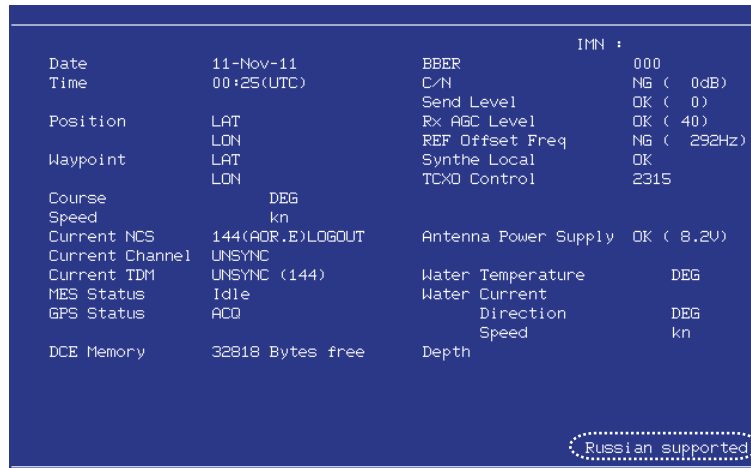 IMN :
Date 11-Nov-11 BBER 000
Time 00:25(UTC) C/N NG ( 0dB)
Send Level OK ( 0)
Position LAT Rx AGC Level OK ( 40)
LON REF Offset Freq NG ( 292Hz)
Waypoint LAT Synthe Local OK
LON TCXO Control 2315
Course DEG
Speed kn
Current NCS 144(AOR.E)LOGOUT Antenna Power Supply OK ( 8.2V)
Current Channel UNSYNC
Current TDM UNSYNC (144) Water Temperature DEG
MES Status Idle Water Current
GPS Status ACQ Direction DEG
Speed kn
DCE Memory 32818 Bytes free Depth
Russian supported